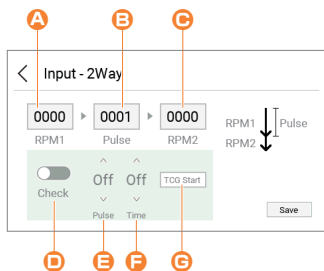 A B C
Input - 2Way
0000 0001 0000
RPM1 Pulse RPM2
RPM1 Pulse
RPM2
Off Off TCG Start
Check
Pulse Time
Save
D E F G